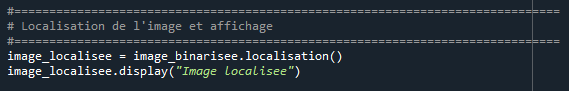 #==============================================================================
# Localisation de l'image et affichage
#==============================================================================
image_localisee = image_binarisee.localisation()
image_localisee.display("Image localisee")